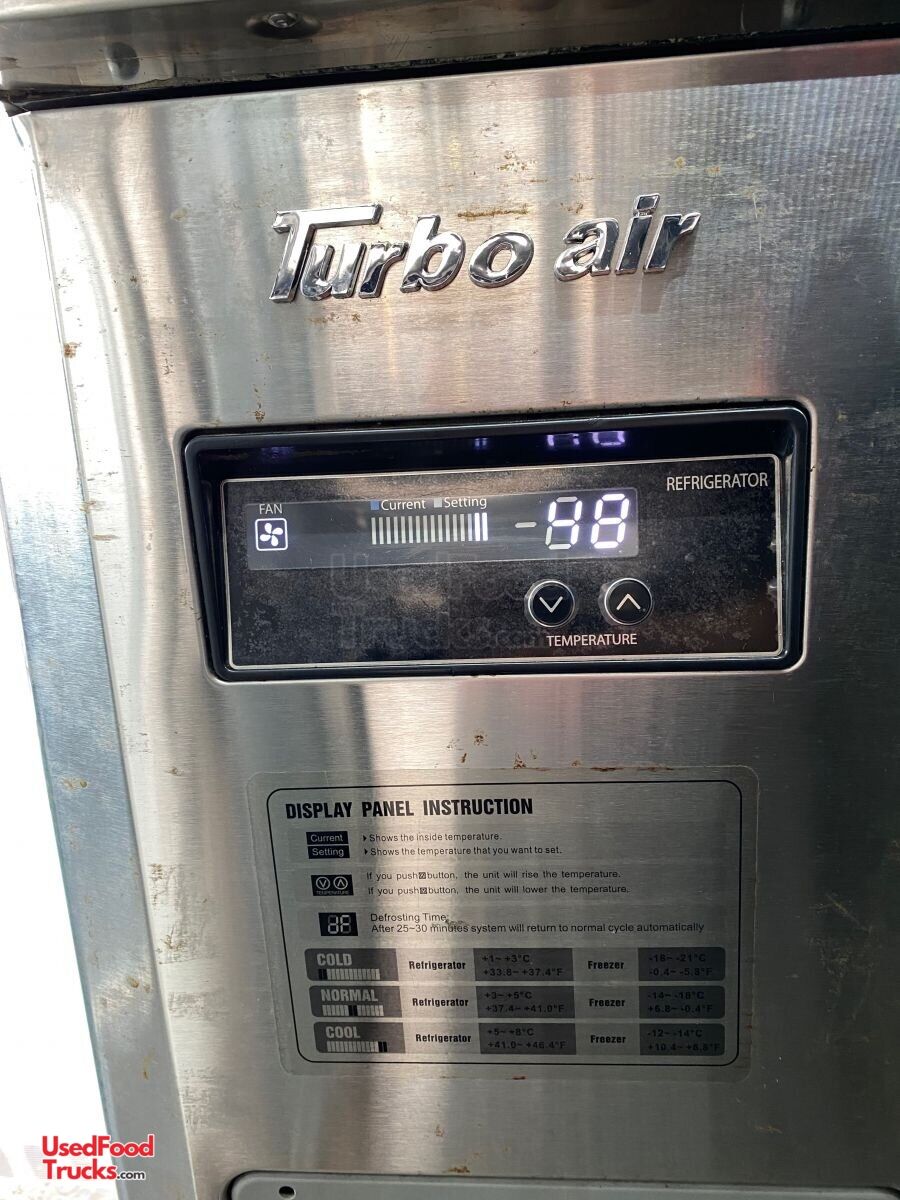 Turbo air
REFRIGERATOR
FAN
Current Setting
TEMPERATURE
UsedFood
Trucks.com
DISPLAY PANEL INSTRUCTION
Current Shows the inside temperature.
Setting Shows the temperature that you want to set.
TEMPERATURE
If you push button, the unit will rise the temperature.
If you push button, the unit will lower the temperature.
Defrosting Time:
After 25~30 minutes system will return to normal cycle automatically
COLD Refrigerator +1~ +3°C Freezer -18~ -21°C
+33.8~ +37.4°F -0.4~ -5.8°F
NORMAL Refrigerator +3~ +5°C Freezer -14~ -18°C
+37.4~ +41.0°F +6.8~ -0.4°F
COOL Refrigerator +5~ +8°C Freezer -12~ -14°C
+41.0~ +46.4°F +10.4~ +6.8°F
UsedFood
Trucks.com